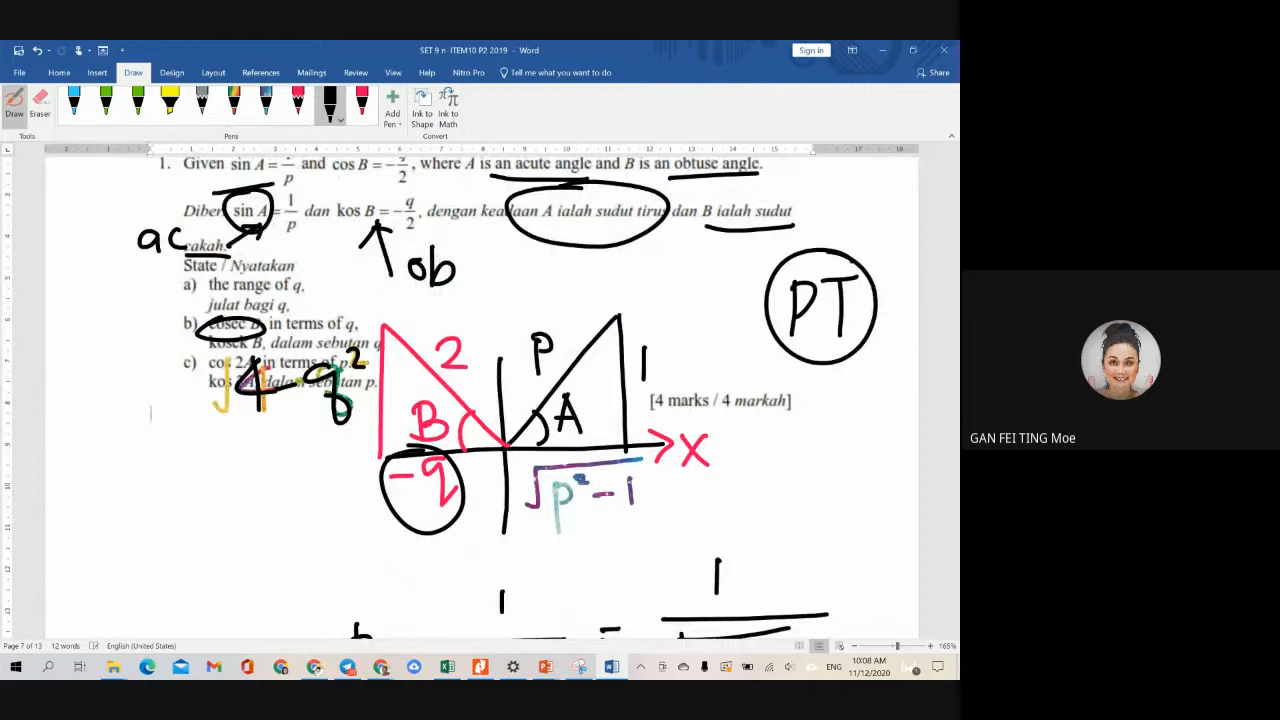 SET 9 n ITEM10 P2 2019 - Word
Sign in
File Home Insert Draw Design Layout References Mailings Review View Help Nitro Pro Tell me what you want to do Share
Draw Eraser Add Pen Ink to Shape Ink to Math
Tools Pens Convert
1. Given sin A = 1/p and cos B = -q/2, where A is an acute angle and B is an obtuse angle.
Diberi sin A = 1/p dan kos B = -q/2, dengan keadaan A ialah sudut tirus dan B ialah sudut
cakah.
ac
ob
PT
State / Nyatakan
a) the range of q,
julat bagi q,
b) cosec B, in terms of q,
kosek B, dalam sebutan q
c) cos 2A, in terms of p.
kos 2A dalam sebutan p.
[4 marks / 4 markah]
√4 - q²
2
B
-q
p
1
A
x
√p² - 1
1
1
b
=
Page 7 of 13 12 words English (United States) 165%
ENG
10:08 AM
11/12/2020
GAN FEI TING Moe